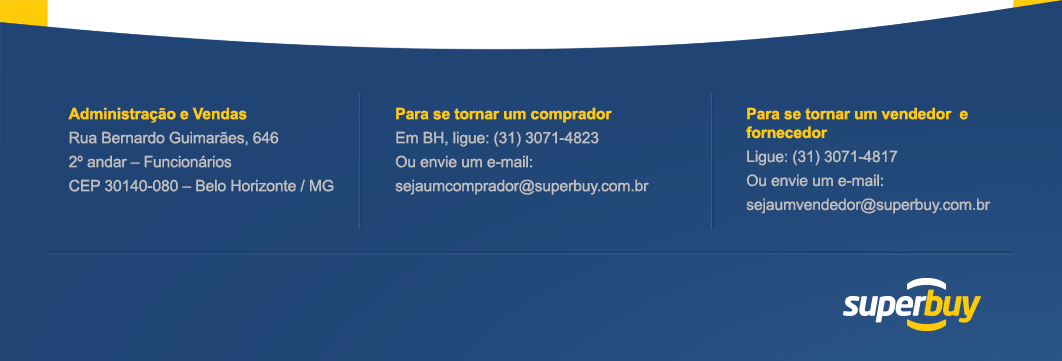 Administração e Vendas
Rua Bernardo Guimarães, 646
2º andar – Funcionários
CEP 30140-080 – Belo Horizonte / MG
Para se tornar um comprador
Em BH, ligue: (31) 3071-4823
Ou envie um e-mail:
sejaumcomprador@superbuy.com.br
Para se tornar um vendedor e
fornecedor
Ligue: (31) 3071-4817
Ou envie um e-mail:
sejaumvendedor@superbuy.com.br
superbuy